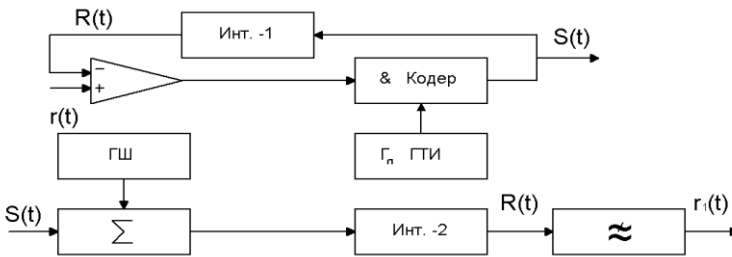 R(t)
Инт. -1
S(t)
−
+
& Кодер
r(t)
ГШ
Гп ГТИ
S(t)
Σ
Инт. -2
R(t)
≈
r₁(t)